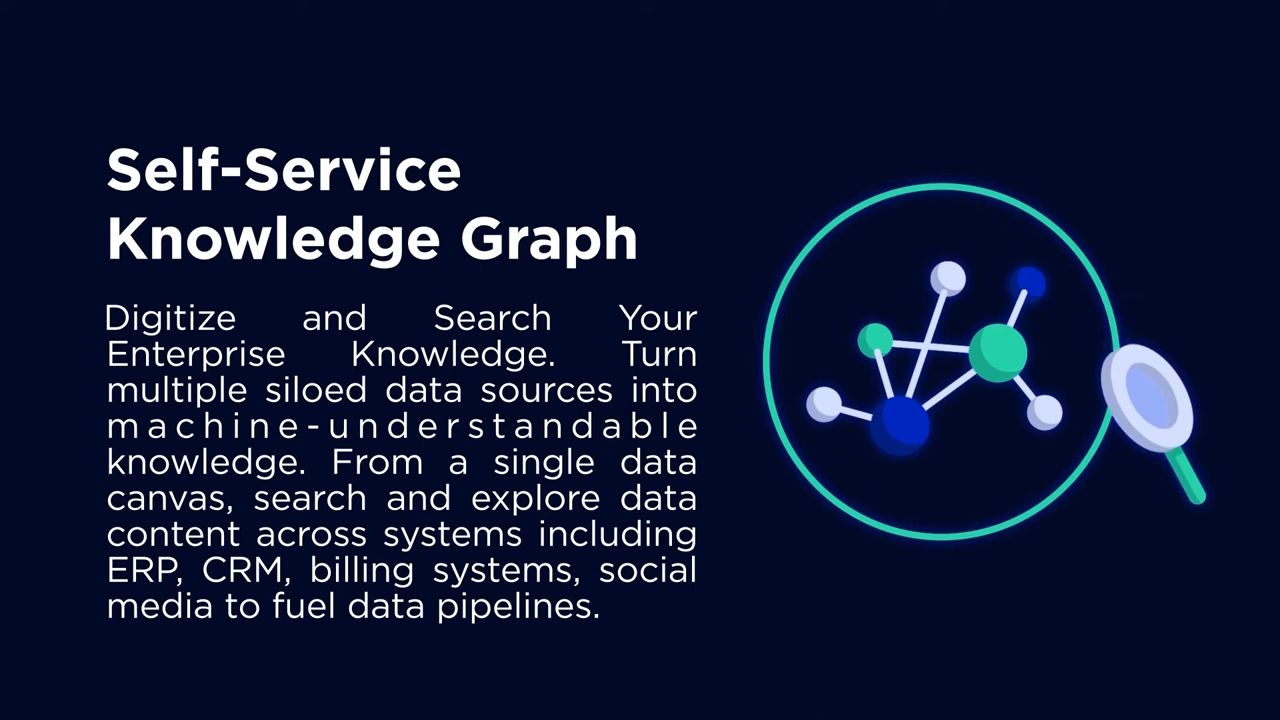 Self-Service
Knowledge Graph
Digitize and Search Your
Enterprise Knowledge. Turn
multiple siloed data sources into
machine-understandable
knowledge. From a single data
canvas, search and explore data
content across systems including
ERP, CRM, billing systems, social
media to fuel data pipelines.